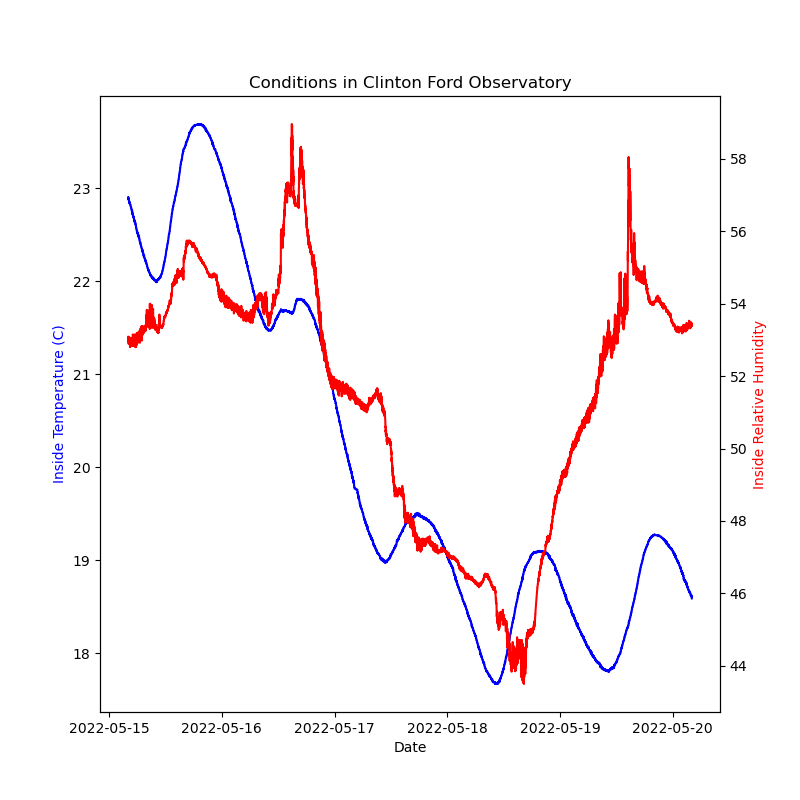 Conditions in Clinton Ford Observatory
Inside Temperature (C)
23
22
21
20
19
18
58
56
54
52
50
48
46
44
Inside Relative Humidity
2022-05-15 2022-05-16 2022-05-17 2022-05-18 2022-05-19 2022-05-20
Date